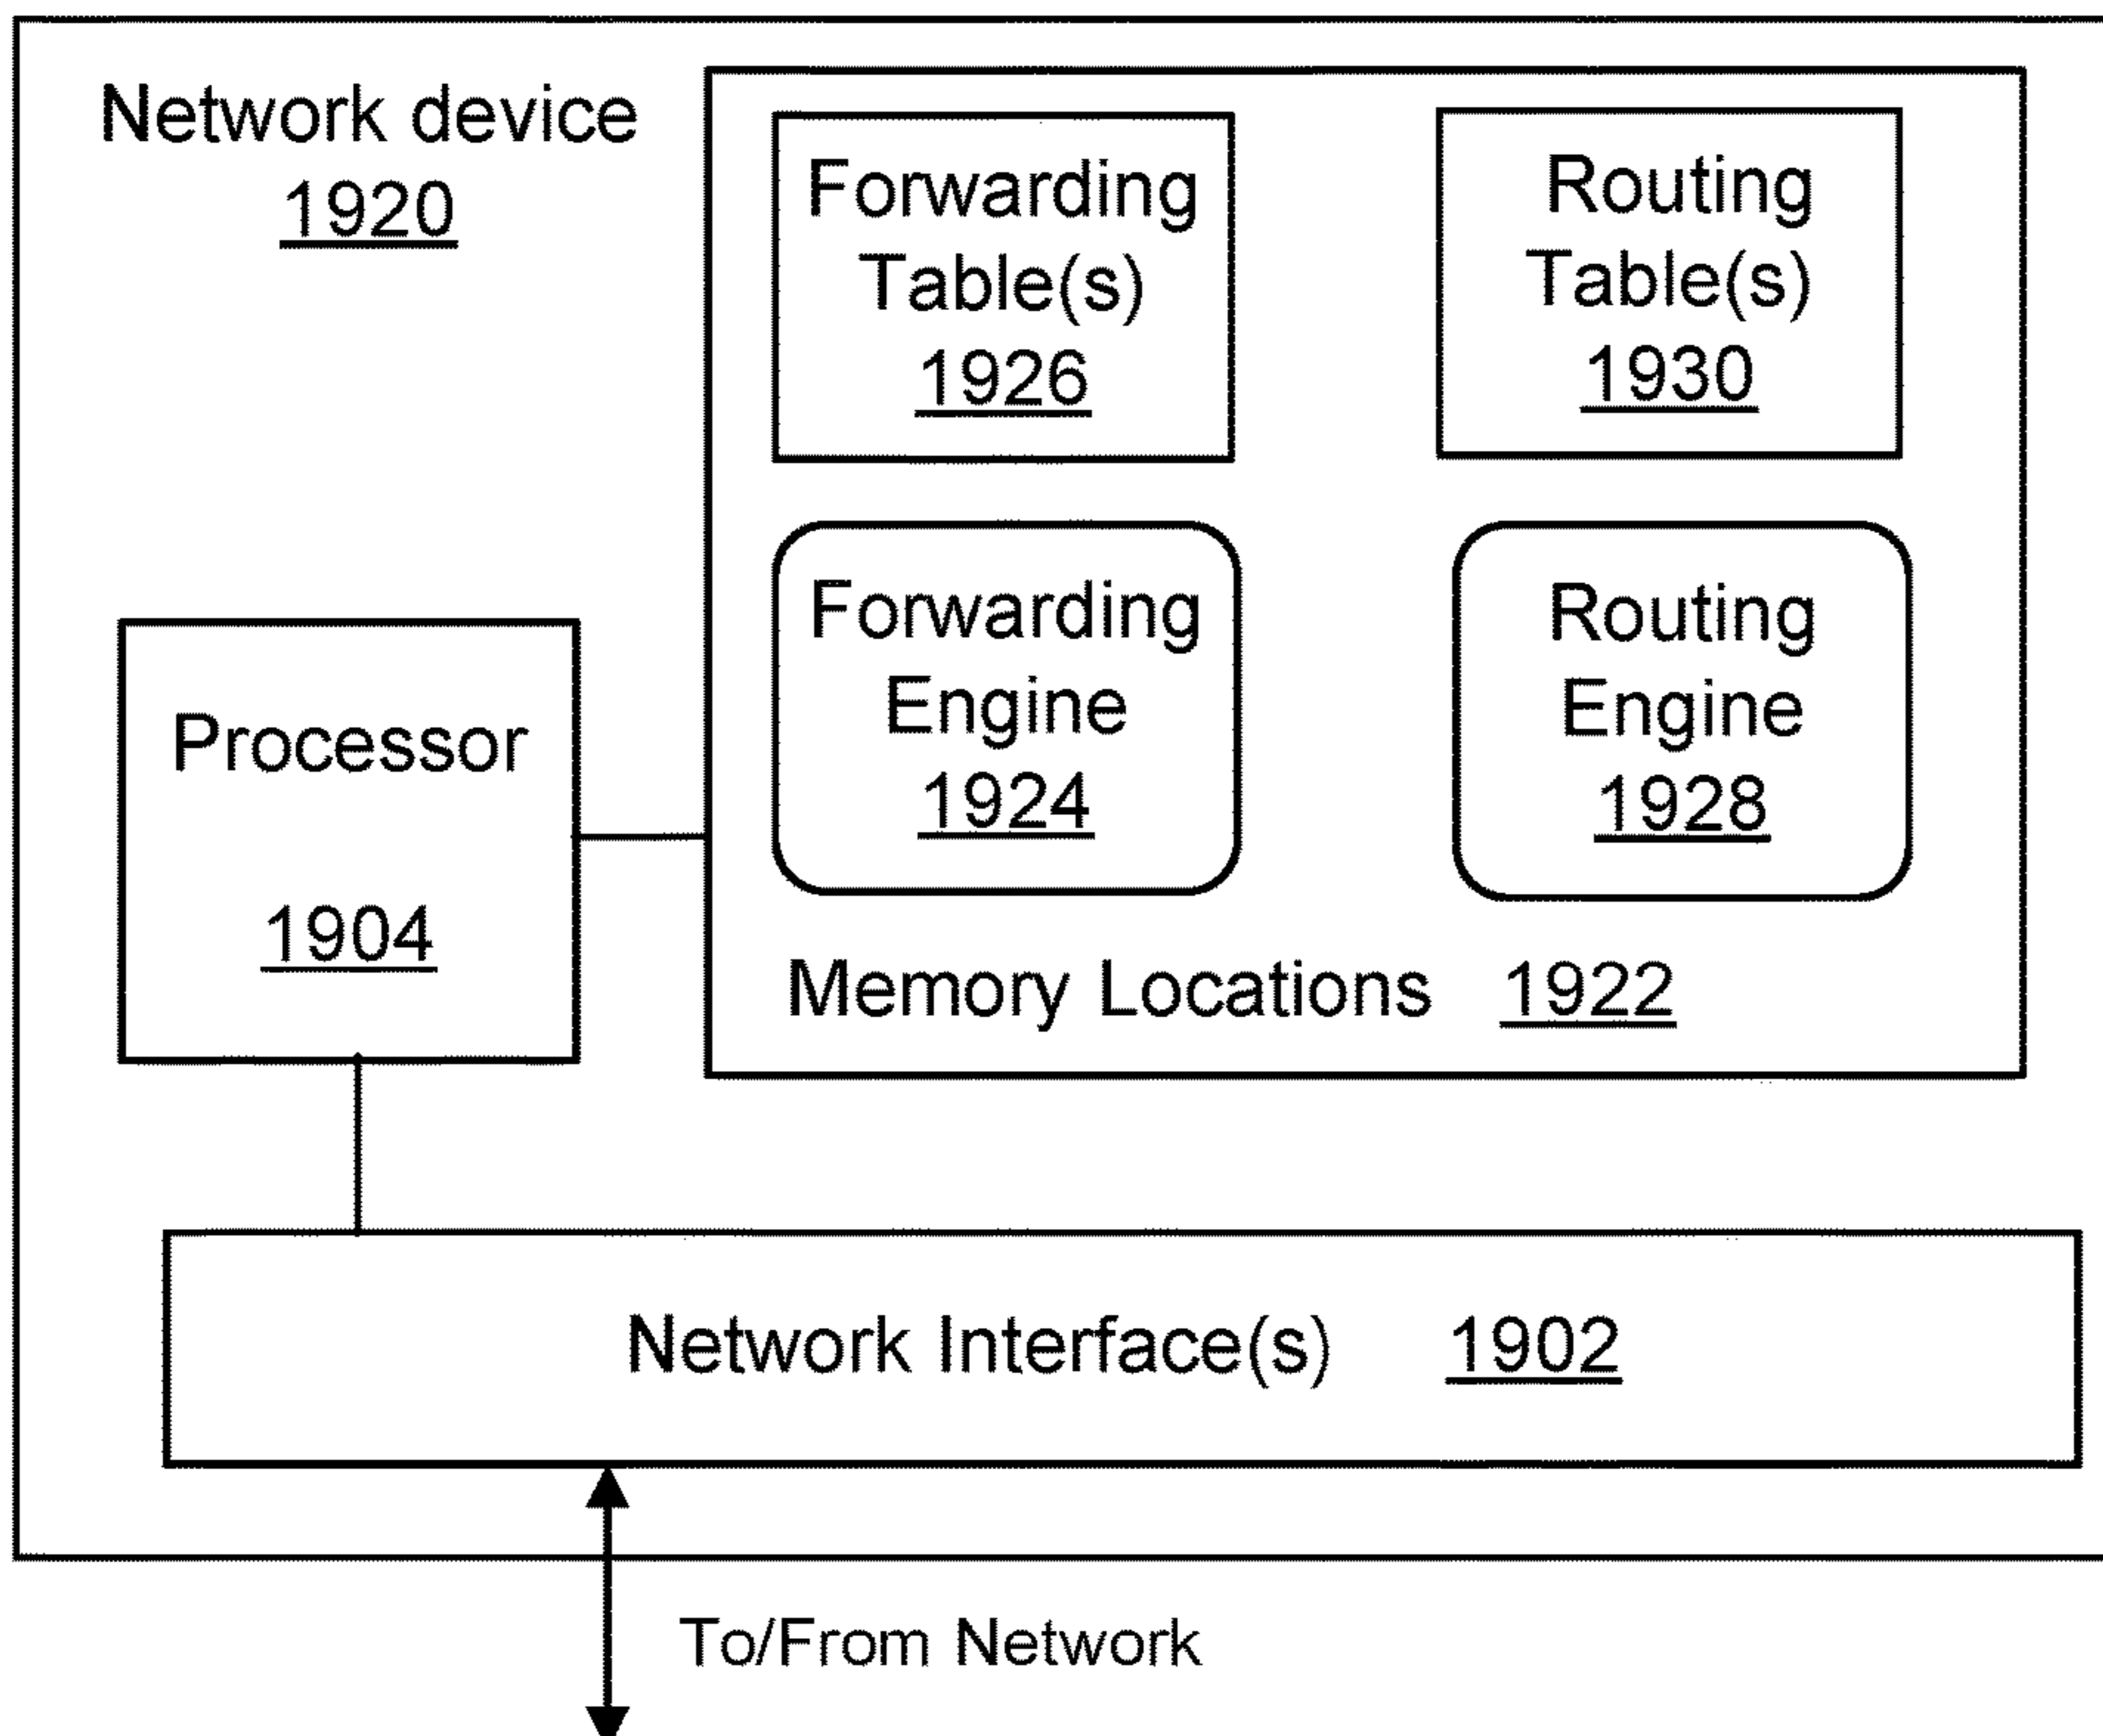 Network device
1920
Forwarding
Table(s)
1926
Routing
Table(s)
1930
Forwarding
Engine
1924
Routing
Engine
1928
Processor
1904
Memory Locations 1922
Network Interface(s) 1902
To/From Network